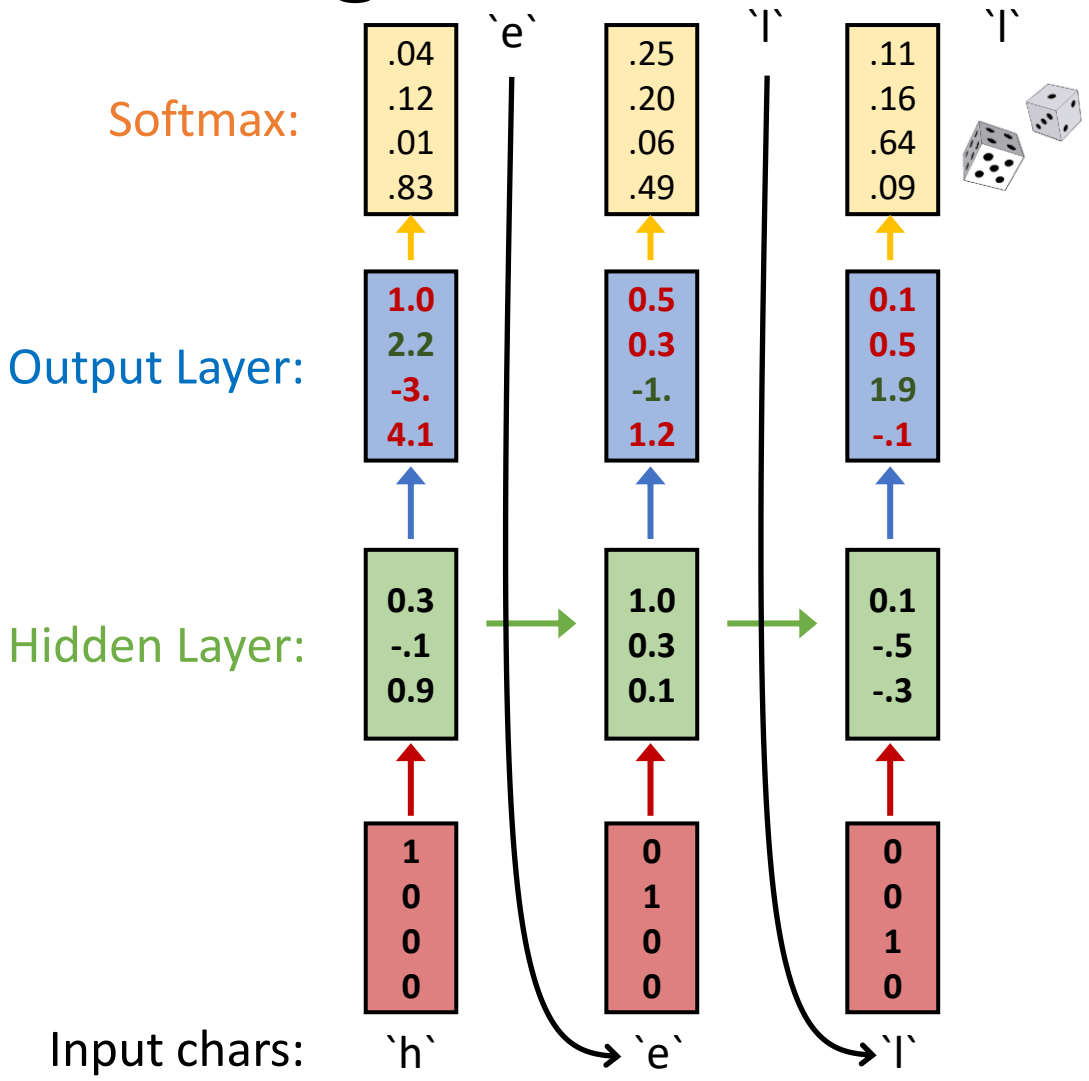 `e` `l` `l`
Softmax:
.04 .25 .11
.12 .20 .16
.01 .06 .64
.83 .49 .09
Output Layer:
1.0 0.5 0.1
2.2 0.3 0.5
-3. -1. 1.9
4.1 1.2 -.1
Hidden Layer:
0.3 1.0 0.1
-.1 0.3 -.5
0.9 0.1 -.3
1 0 0
0 1 0
0 0 1
0 0 0
Input chars: `h` `e` `l`